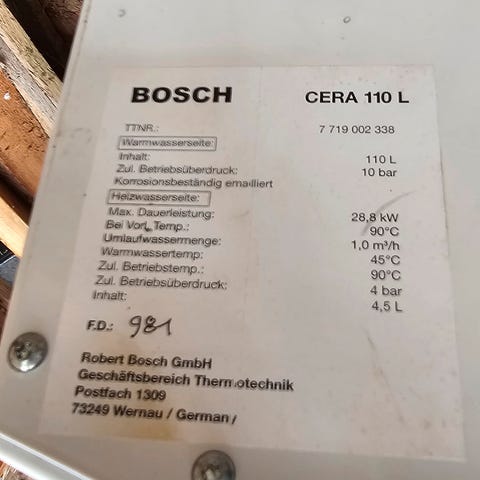 BOSCH CERA 110 L
TTNR.: 7 719 002 338
Warmwasserseite:
Inhalt: 110 L
Zul. Betriebsüberdruck: 10 bar
Korrosionsbeständig emailliert
Heizwasserseite:
Max. Dauerleistung: 28,8 kW
Bei Vorl. Temp.: 90°C
Umlaufwassermenge: 1,0 m³/h
Warmwassertemp: 45°C
Zul. Betriebstemp.: 90°C
Zul. Betriebsüberdruck: 4 bar
Inhalt: 4,5 L
F.D.: 981
Robert Bosch GmbH
Geschäftsbereich Thermotechnik
Postfach 1309
73249 Wernau / Germany